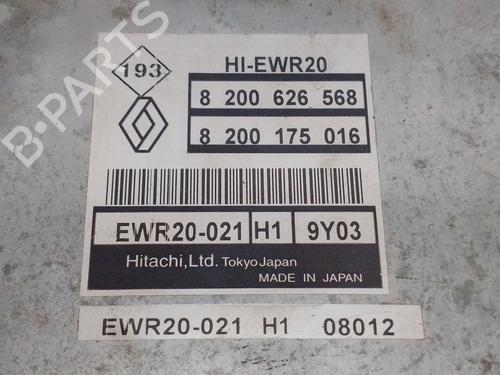 B-PARTS
193
HI-EWR20
8 200 626 568
8 200 175 016
EWR20-021 H1 9Y03
Hitachi,Ltd. Tokyo Japan
MADE IN JAPAN
EWR20-021 H1 08012